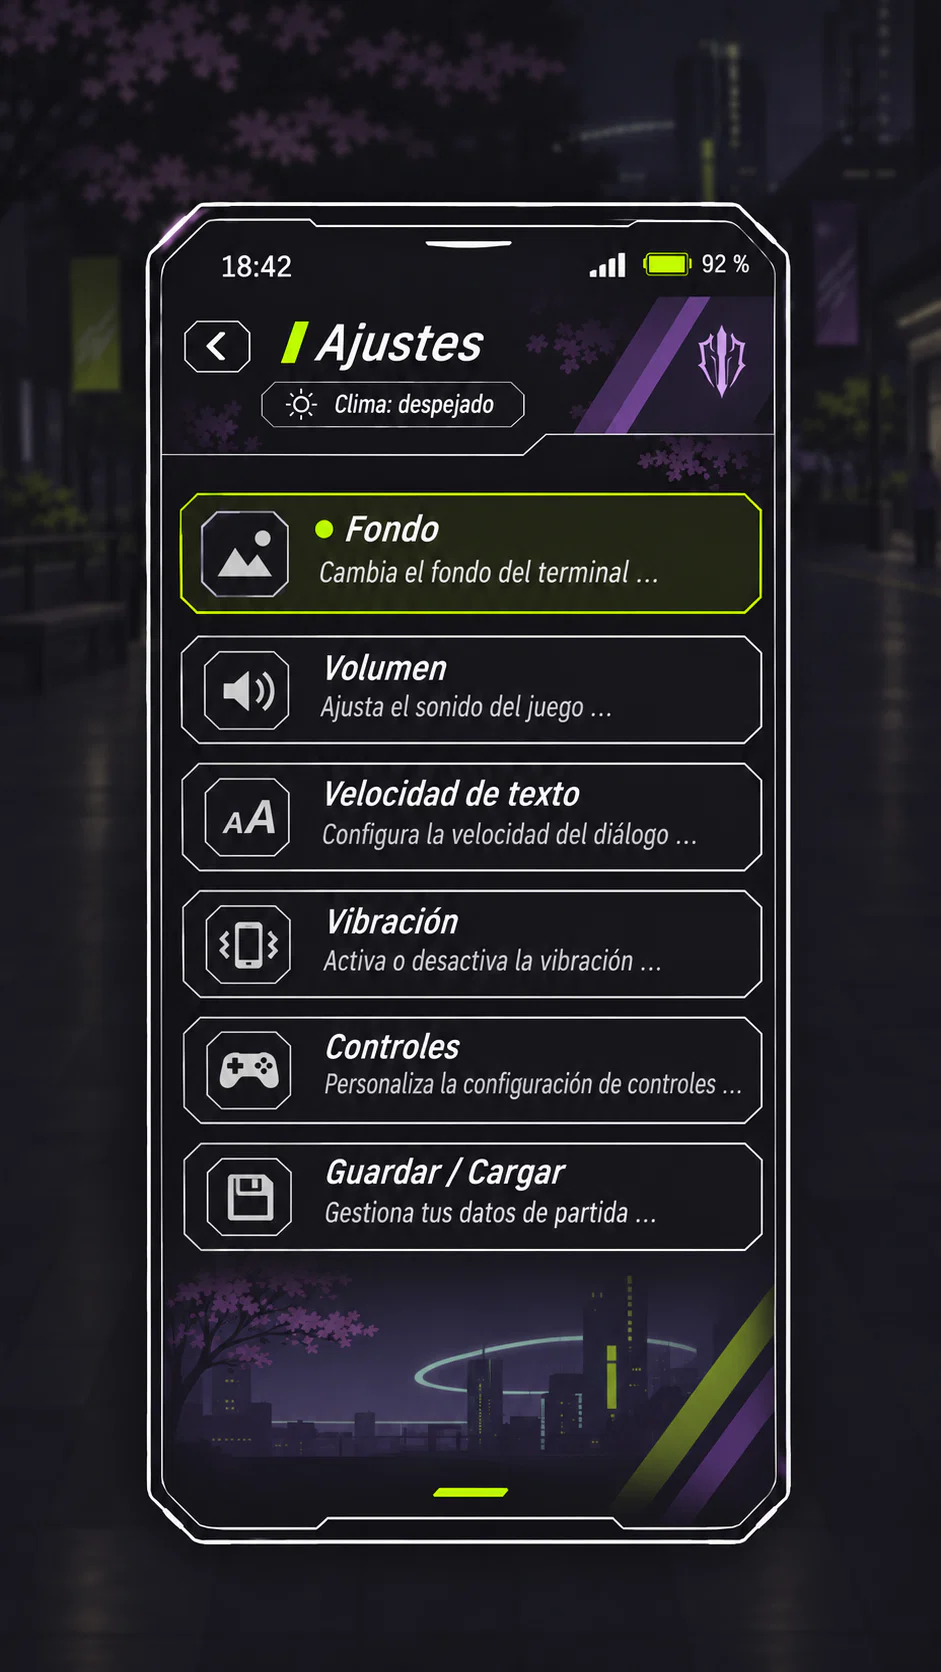 18:42
92 %
Ajustes
Clima: despejado
Fondo
Cambia el fondo del terminal ...
Volumen
Ajusta el sonido del juego ...
AA
Velocidad de texto
Configura la velocidad del diálogo ...
Vibración
Activa o desactiva la vibración ...
Controles
Personaliza la configuración de controles ...
Guardar / Cargar
Gestiona tus datos de partida ...